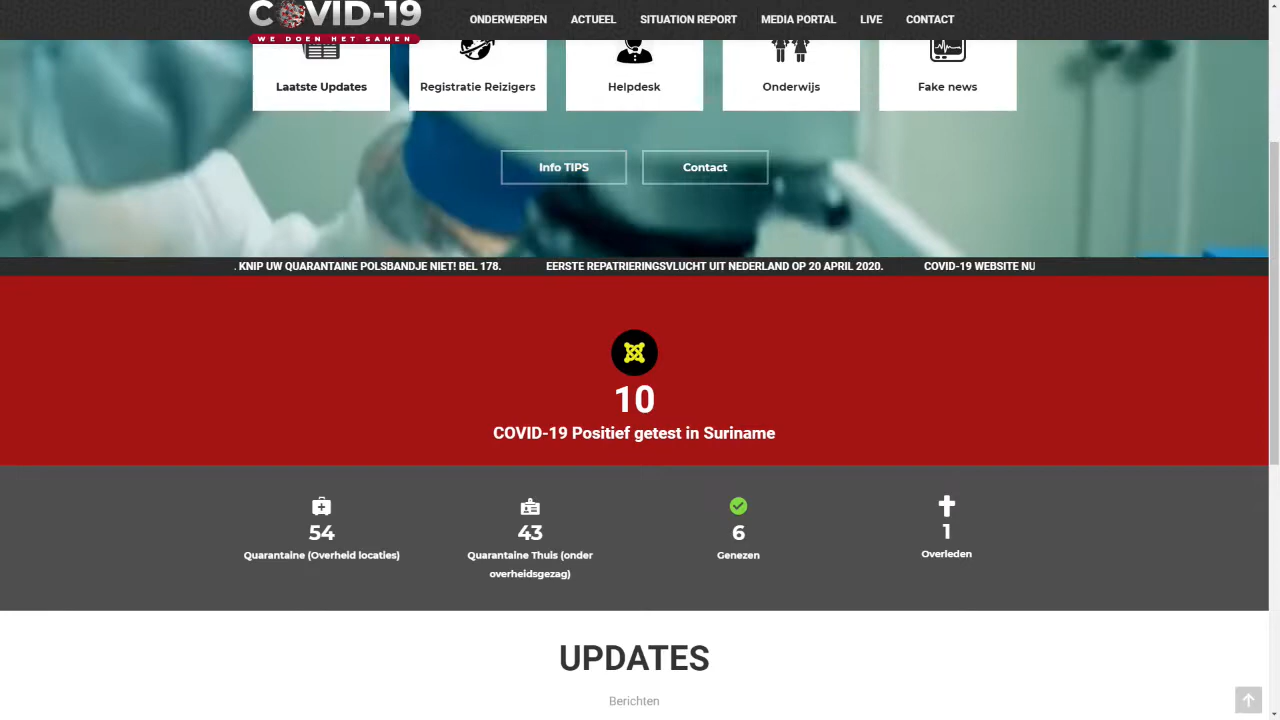 COVID-19
WE DOEN HET SAMEN
ONDERWERPEN ACTUEEL SITUATION REPORT MEDIA PORTAL LIVE CONTACT
Laatste Updates
Registratie Reizigers
Helpdesk
Onderwijs
Fake news
Info TIPS
Contact
. KNIP UW QUARANTAINE POLSBANDJE NIET! BEL 178. EERSTE REPATRIERINGSVLUCHT UIT NEDERLAND OP 20 APRIL 2020. COVID-19 WEBSITE NU
10
COVID-19 Positief getest in Suriname
54
Quarantaine (Overheid locaties)
43
Quarantaine Thuis (onder
overheidsgezag)
6
Genezen
1
Overleden
UPDATES
Berichten